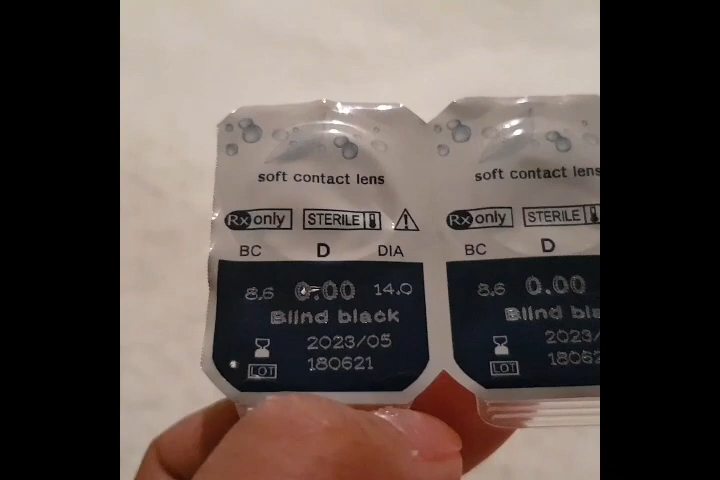 soft contact lens
Rx only STERILE
BC D DIA
8.6 0.00 14.0
Blind black
2023/05
LOT 180621
soft contact lens
Rx only STERILE
BC D
8.6 0.00
Blind bla
2023/
LOT 18062